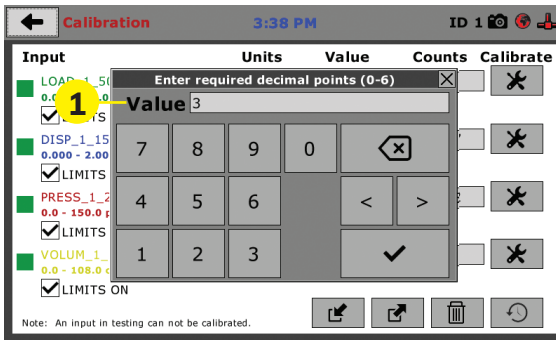 Calibration 3:38 PM ID 1
Input Units Value Counts Calibrate
Enter required decimal points (0-6)
1
Value 3
LOAD_1_50
DISP_1_15
0.000 - 2.00
LIMITS
PRESS_1_2
0.0 - 150.0
LIMITS
VOLUM_1_
0.0 - 108.0
LIMITS ON
7 8 9 0
4 5 6 < >
1 2 3
Note: An input in testing can not be calibrated.